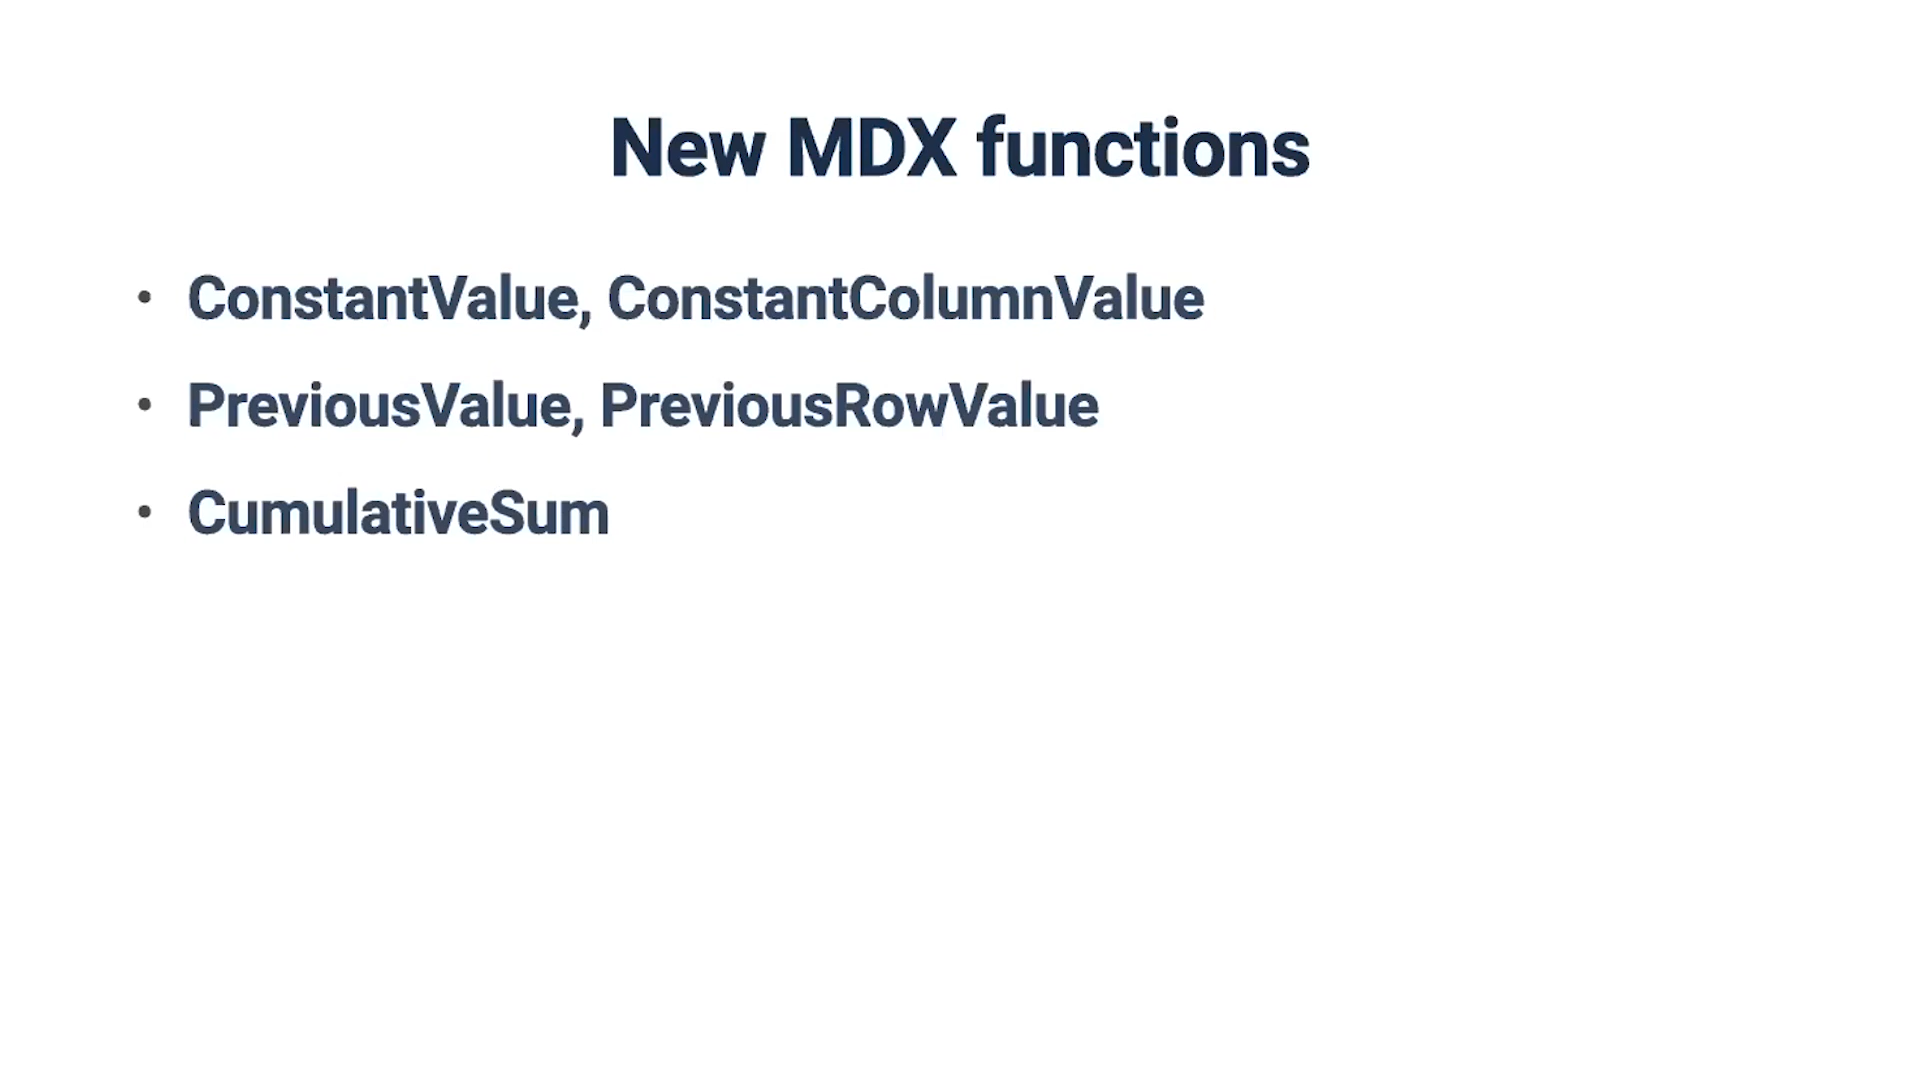 New MDX functions
• ConstantValue, ConstantColumnValue
• PreviousValue, PreviousRowValue
• CumulativeSum